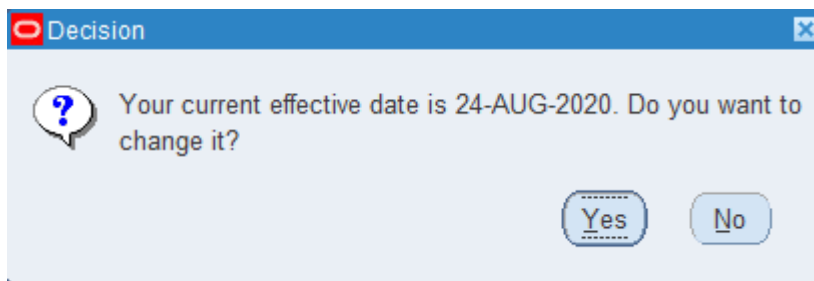 Decision
Your current effective date is 24-AUG-2020. Do you want to
change it?
Yes
No